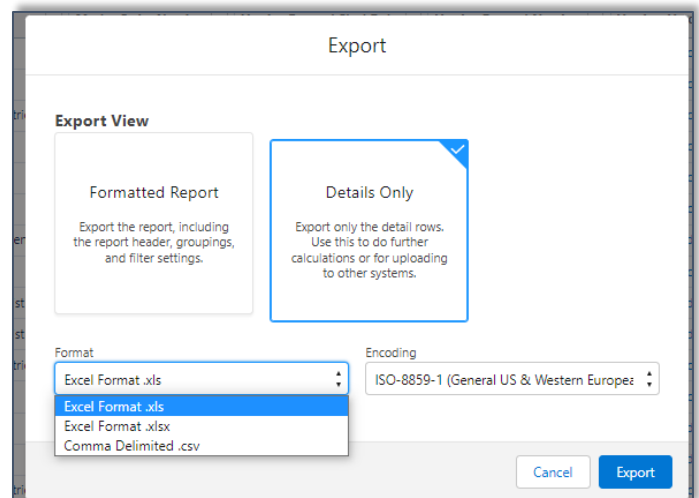 Export
Export View
Formatted Report
Export the report, including
the report header, groupings,
and filter settings.
Details Only
Export only the detail rows.
Use this to do further
calculations or for uploading
to other systems.
Format
Excel Format .xls
Encoding
ISO-8859-1 (General US & Western Europea
Excel Format .xls
Excel Format .xlsx
Comma Delimited .csv
Cancel
Export